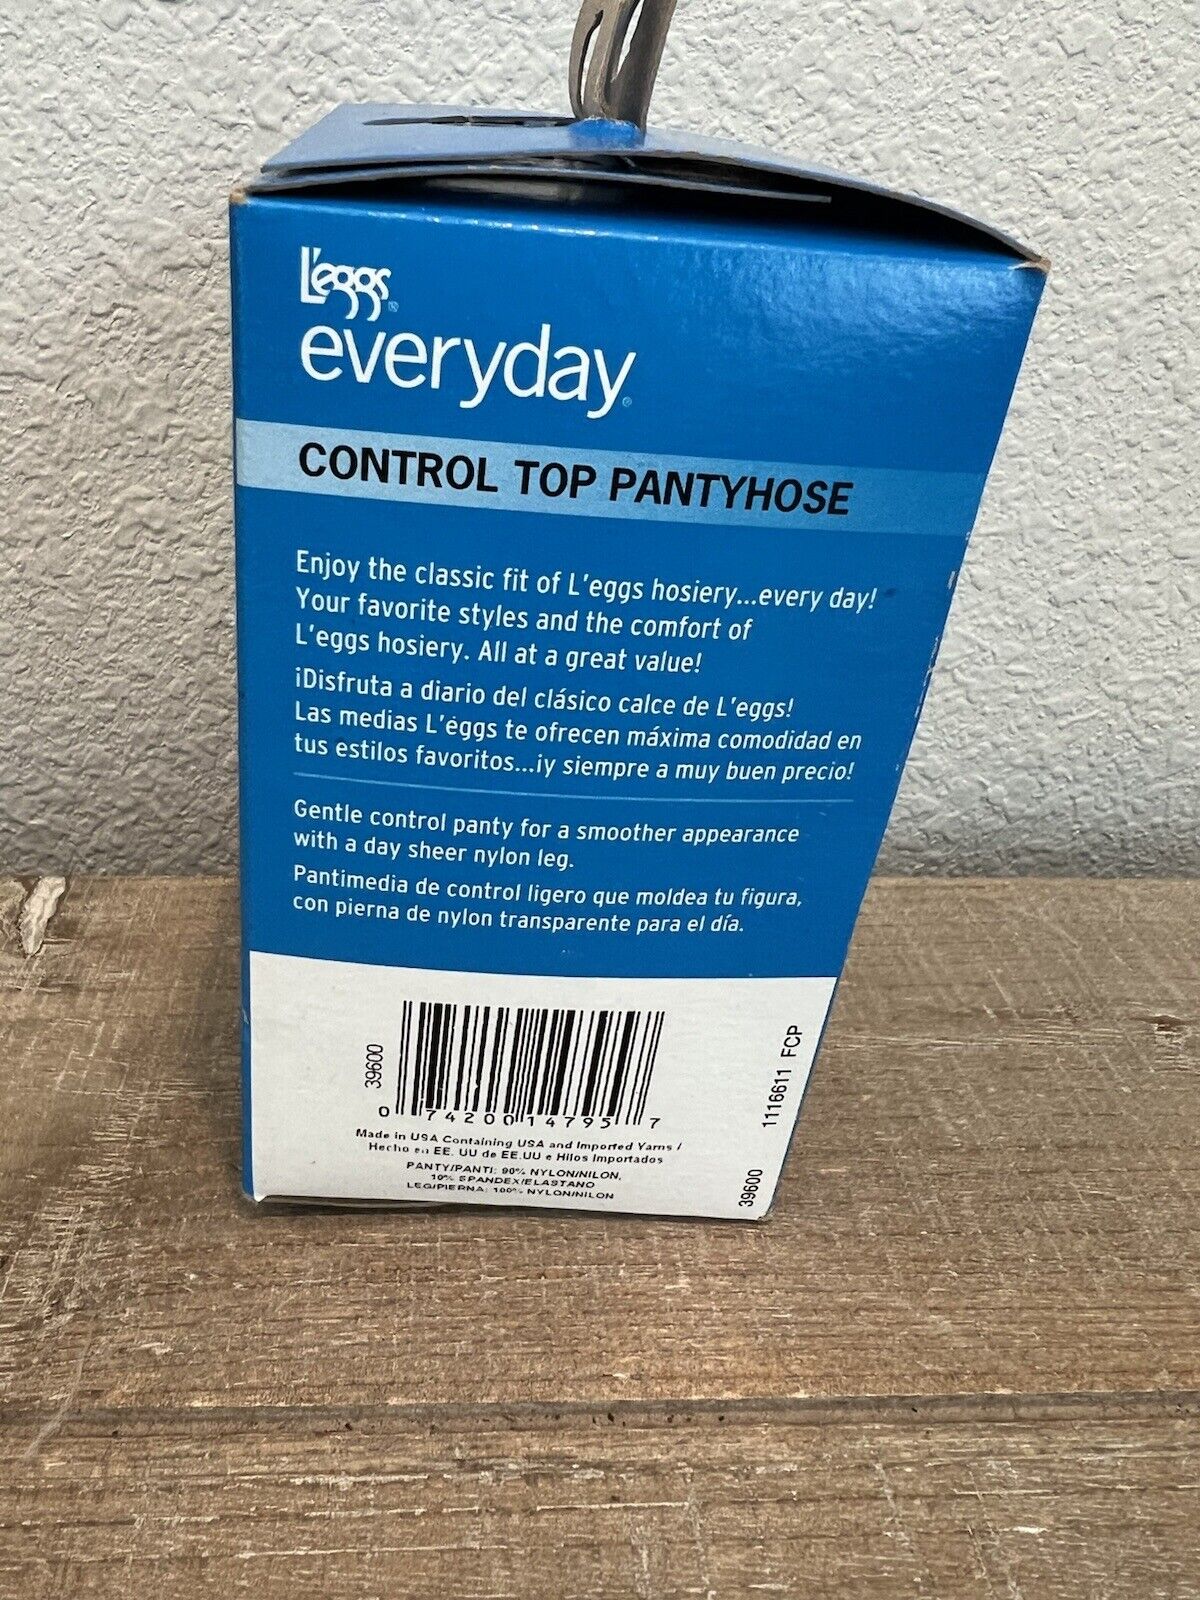 L'eggs®
everyday®
CONTROL TOP PANTYHOSE
Enjoy the classic fit of L'eggs hosiery...every day!
Your favorite styles and the comfort of
L'eggs hosiery. All at a great value!
¡Disfruta a diario del clásico calce de L'eggs!
Las medias L'eggs te ofrecen máxima comodidad en
tus estilos favoritos...¡y siempre a muy buen precio!
Gentle control panty for a smoother appearance
with a day sheer nylon leg.
Pantimedia de control ligero que moldea tu figura,
con pierna de nylon transparente para el día.
39600
0 74200 14795 7
Made in USA Containing USA and Imported Yarns /
Hecho en EE. UU de EE.UU e Hilos Importados
PANTY/PANTI: 90% NYLON/NILON,
10% SPANDEX/ELASTANO
LEG/PIERNA: 100% NYLON/NILON
1116611 FCP
39600